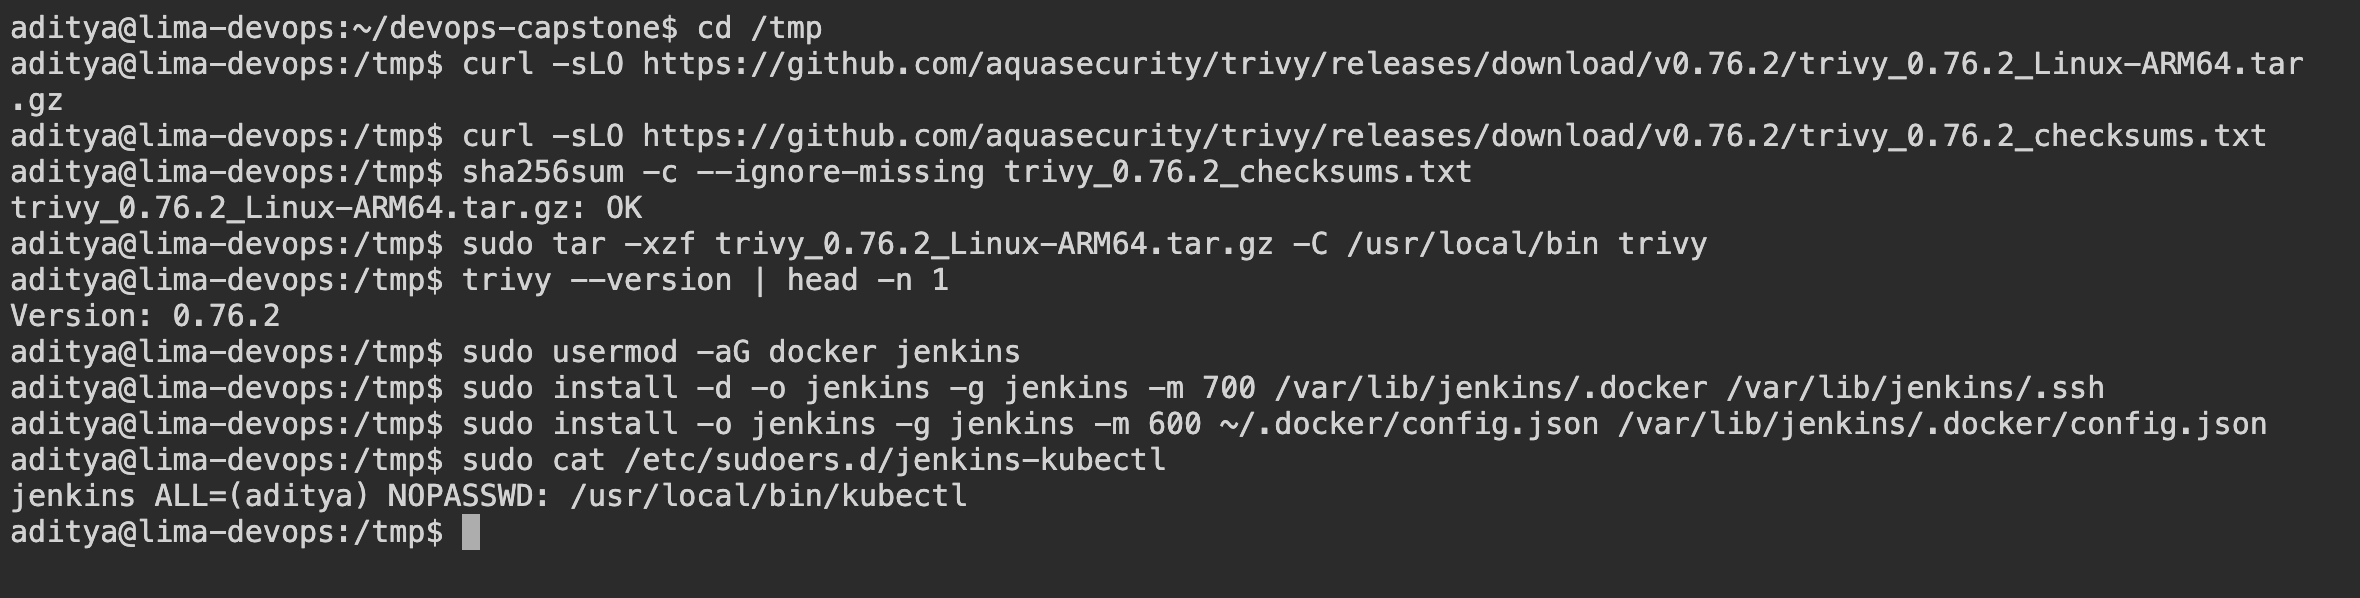 aditya@lima-devops:~/devops-capstone$ cd /tmp
aditya@lima-devops:/tmp$ curl -sLO https://github.com/aquasecurity/trivy/releases/download/v0.76.2/trivy_0.76.2_Linux-ARM64.tar
.gz
aditya@lima-devops:/tmp$ curl -sLO https://github.com/aquasecurity/trivy/releases/download/v0.76.2/trivy_0.76.2_checksums.txt
aditya@lima-devops:/tmp$ sha256sum -c --ignore-missing trivy_0.76.2_checksums.txt
trivy_0.76.2_Linux-ARM64.tar.gz: OK
aditya@lima-devops:/tmp$ sudo tar -xzf trivy_0.76.2_Linux-ARM64.tar.gz -C /usr/local/bin trivy
aditya@lima-devops:/tmp$ trivy --version | head -n 1
Version: 0.76.2
aditya@lima-devops:/tmp$ sudo usermod -aG docker jenkins
aditya@lima-devops:/tmp$ sudo install -d -o jenkins -g jenkins -m 700 /var/lib/jenkins/.docker /var/lib/jenkins/.ssh
aditya@lima-devops:/tmp$ sudo install -o jenkins -g jenkins -m 600 ~/.docker/config.json /var/lib/jenkins/.docker/config.json
aditya@lima-devops:/tmp$ sudo cat /etc/sudoers.d/jenkins-kubectl
jenkins ALL=(aditya) NOPASSWD: /usr/local/bin/kubectl
aditya@lima-devops:/tmp$